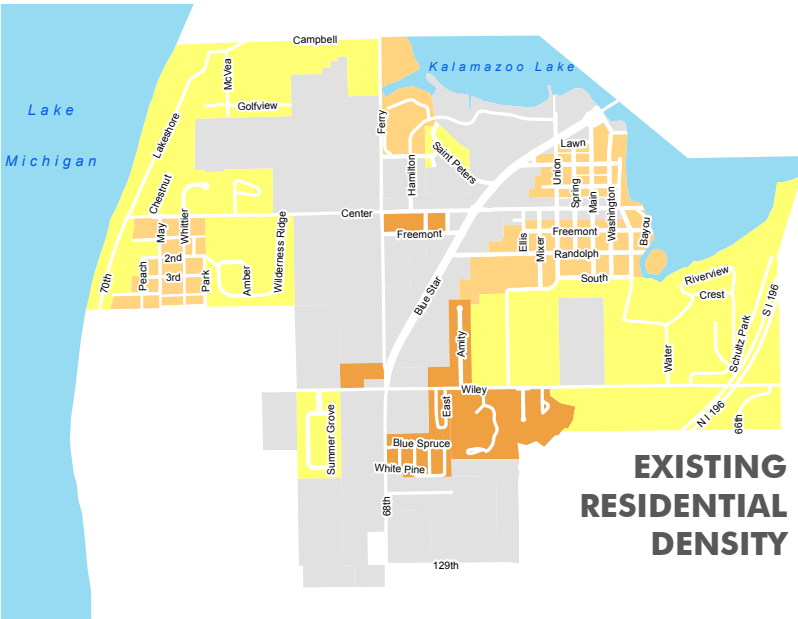 Campbell
Kalamazoo Lake
McVea
Golfview
Lake
Michigan
Lakeshore
Ferry
Hamilton
Saint Peters
Lawn
Union
Spring
Main
Washington
Chestnut
May
Whittier
Center
Freemont
Ellis
Mixer
Freemont
Randolph
Bayou
South
70th
Peach
2nd
3rd
Park
Amber
Wilderness Ridge
Blue Star
Riverview
Crest
S I 196
Amity
Water
Schultz Park
Wiley
East
Summer Grove
Blue Spruce
White Pine
N I 196
66th
68th
129th
EXISTING
RESIDENTIAL
DENSITY